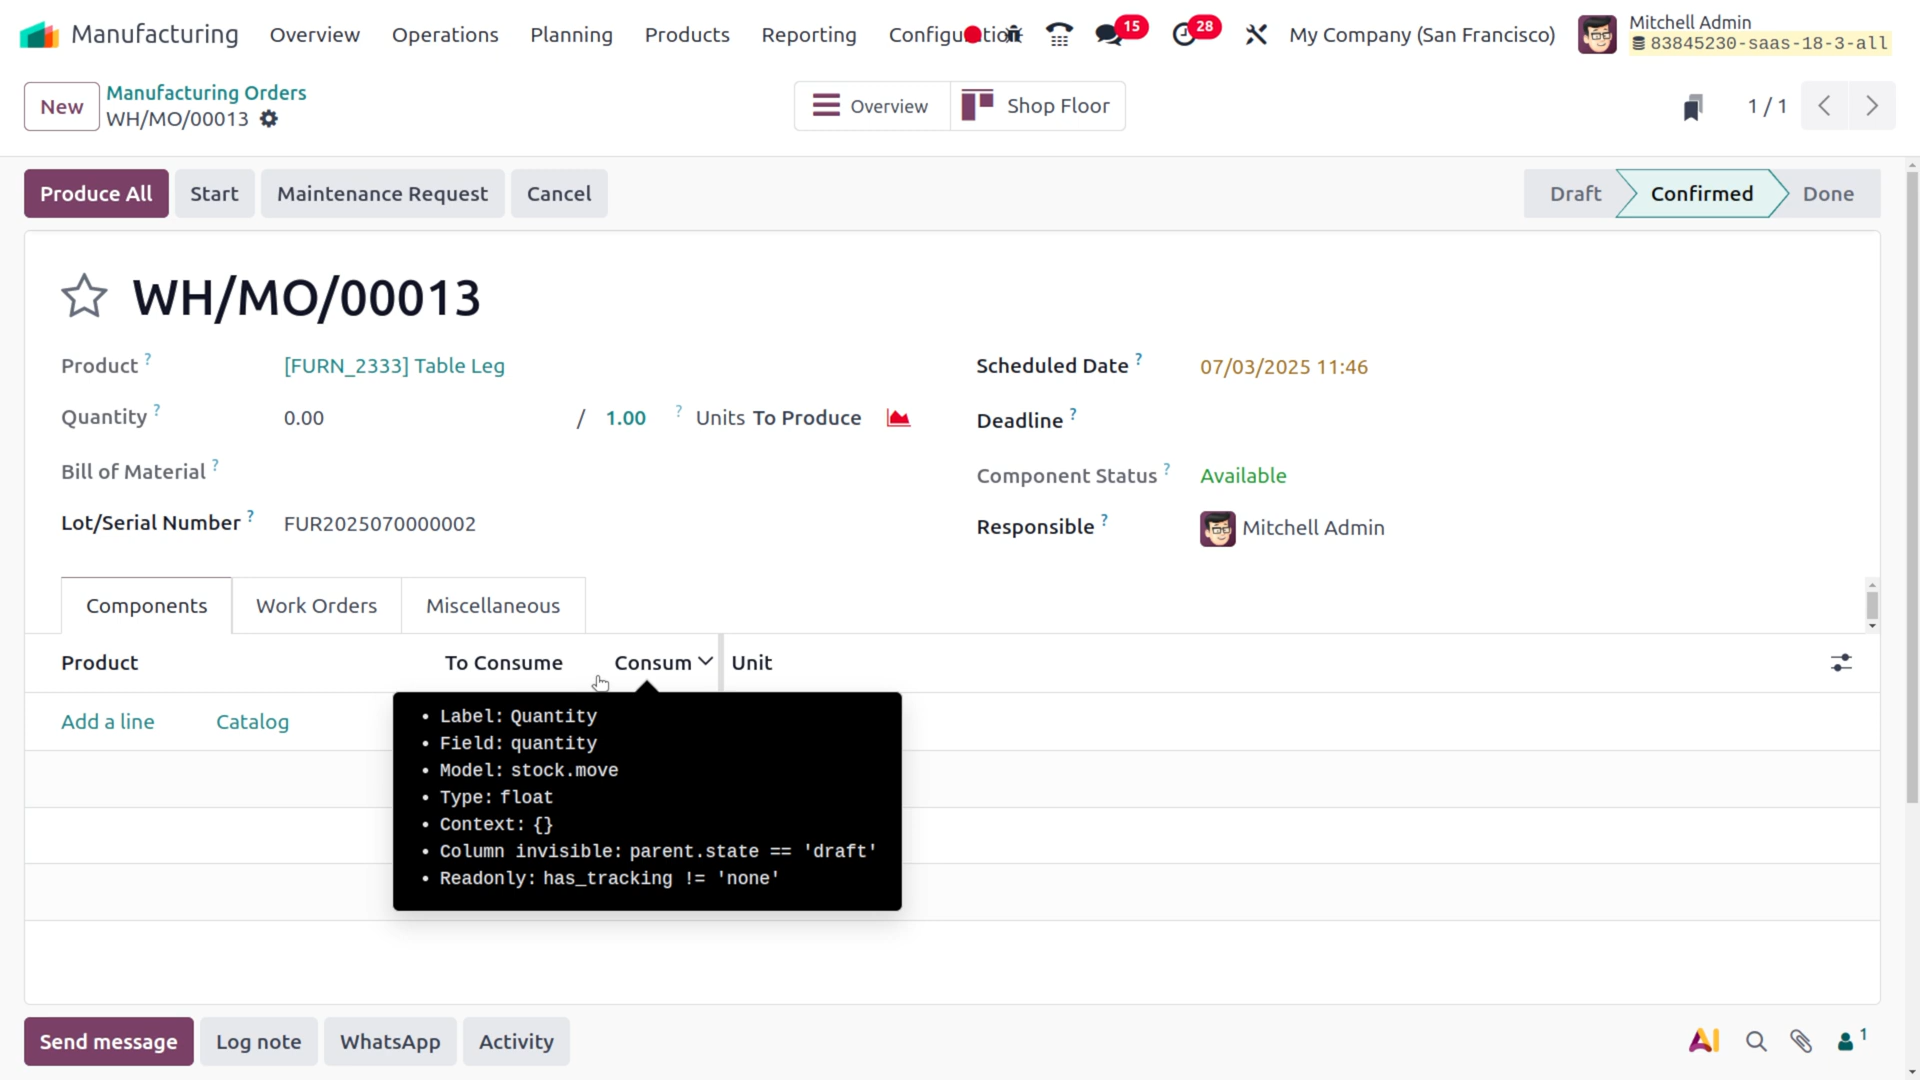 Manufacturing Overview Operations Planning Products Reporting Configuration 15 28 My Company (San Francisco) Mitchell Admin
83845230-saas-18-3-all
New Manufacturing Orders Overview Shop Floor 1 / 1
WH/MO/00013
Produce All Start Maintenance Request Cancel Draft Confirmed Done
WH/MO/00013
Product ? [FURN_2333] Table Leg Scheduled Date ? 07/03/2025 11:46
Quantity ? 0.00 / 1.00 ? Units To Produce Deadline ?
Bill of Material ? Component Status ? Available
Lot/Serial Number ? FUR2025070000002 Responsible ? Mitchell Admin
Components Work Orders Miscellaneous
Product To Consume Consum Unit
Add a line Catalog
• Label: Quantity
• Field: quantity
• Model: stock.move
• Type: float
• Context: {}
• Column invisible: parent.state == 'draft'
• Readonly: has_tracking != 'none'
Send message Log note WhatsApp Activity AI 1